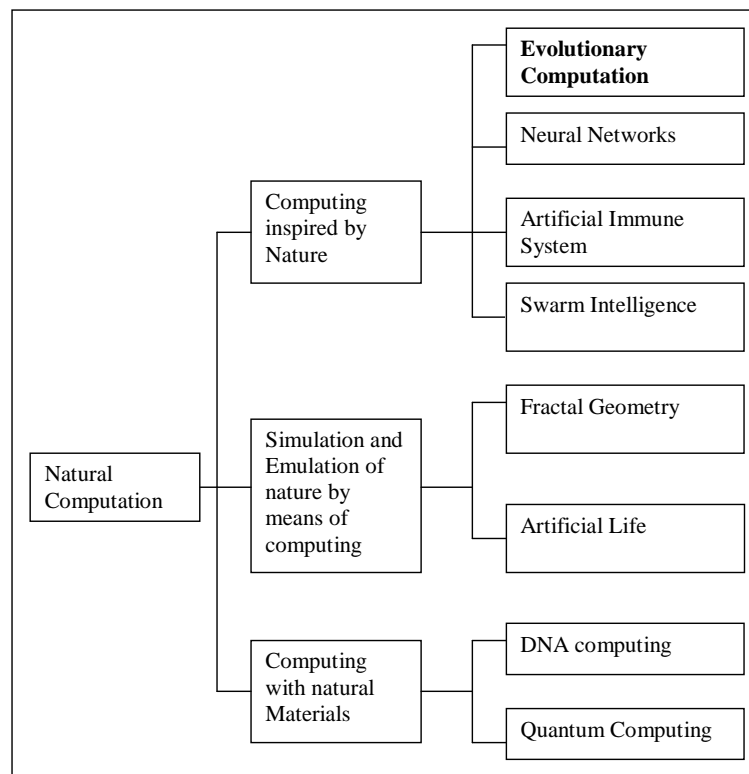 Evolutionary
Computation
Neural Networks
Computing
inspired by
Nature
Artificial Immune
System
Swarm Intelligence
Fractal Geometry
Simulation and
Emulation of
nature by
means of
computing
Natural
Computation
Artificial Life
Computing
with natural
Materials
DNA computing
Quantum Computing